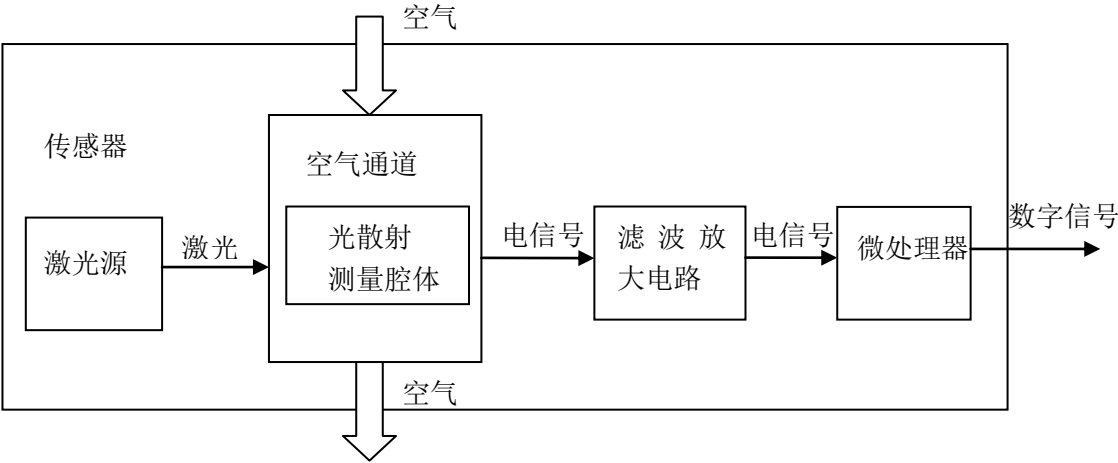 空气
传感器
空气通道
激光源
激光
光散射
测量腔体
电信号
滤波放
大电路
电信号
微处理器
数字信号
空气